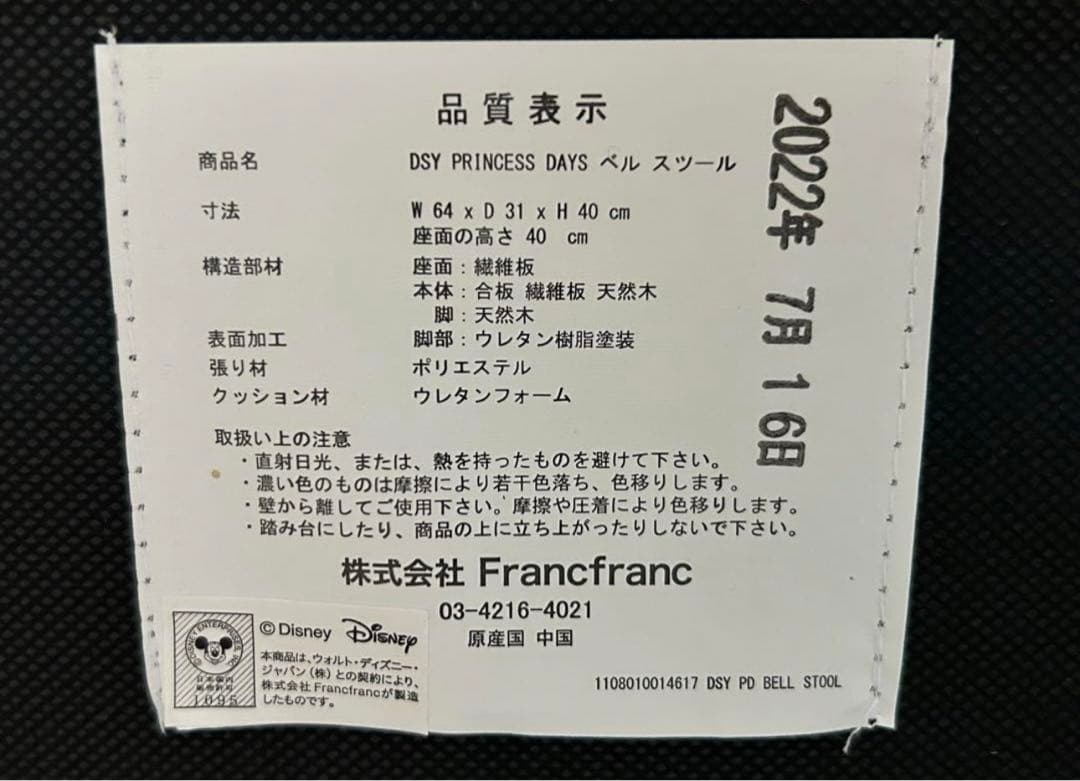 品質表示
商品名 DSY PRINCESS DAYS ベル スツール
寸法 W 64 x D 31 x H 40 cm
座面の高さ 40 cm
構造部材 座面：繊維板
本体：合板 繊維板 天然木
脚：天然木
表面加工 脚部：ウレタン樹脂塗装
張り材 ポリエステル
クッション材 ウレタンフォーム
2022年 7月 16日
取扱い上の注意
・直射日光、または、熱を持ったものを避けて下さい。
・濃い色のものは摩擦により若干色落ち、色移りします。
・壁から離してご使用下さい。摩擦や圧着により色移りします。
・踏み台にしたり、商品の上に立ち上がったりしないで下さい。
株式会社 Francfranc
03-4216-4021
原産国 中国
©DISNEY ENTERPRISES, INC.
日本国内
1095
©Disney Disney
本商品は、ウォルト・ディズニー・
ジャパン(株)との契約により、
株式会社Francfrancが製造
したものです。
1108010014617 DSY PD BELL STOOL